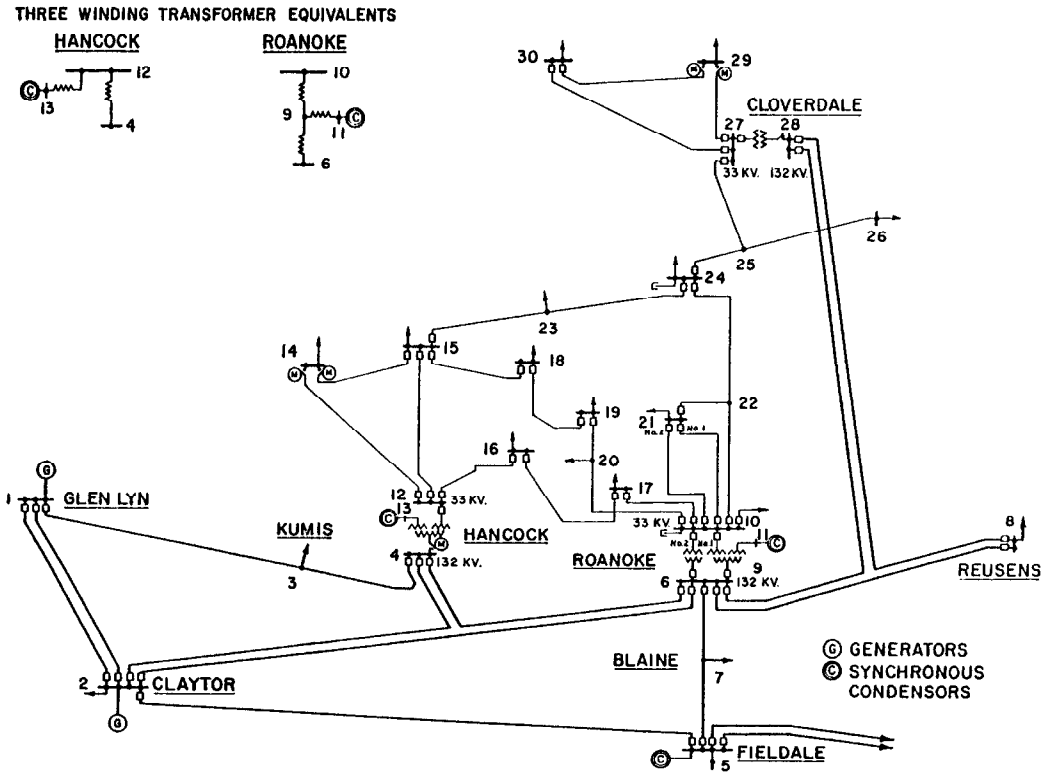 THREE WINDING TRANSFORMER EQUIVALENTS
HANCOCK
ROANOKE
12
C
13
4
10
9
C
11
6
30
29
M
M
CLOVERDALE
27
28
33 KV.
132 KV.
26
25
24
23
14
M
M
15
18
19
22
21
No. 2
No. 1
16
20
17
G
1
GLEN LYN
12
33 KV.
13
C
HANCOCK
M
KUMIS
4
132 KV.
3
33 KV.
10
No. 2
No. 1
11
C
ROANOKE
9
6
132 KV.
8
REUSENS
BLAINE
7
G GENERATORS
C SYNCHRONOUS
CONDENSORS
2
CLAYTOR
G
C
5
FIELDALE